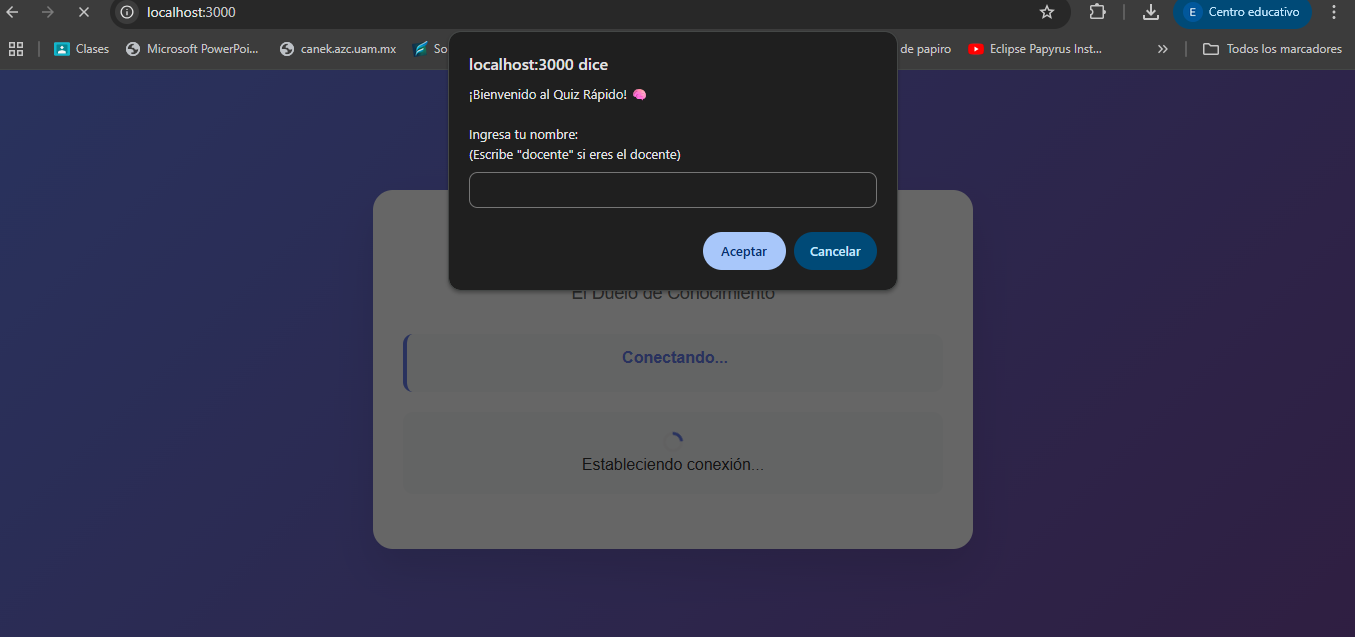 localhost:3000
E Centro educativo
Clases
Microsoft PowerPoi...
canek.azc.uam.mx
So
de papiro
Eclipse Papyrus Inst...
»
Todos los marcadores
localhost:3000 dice
¡Bienvenido al Quiz Rápido! 🧠
Ingresa tu nombre:
(Escribe "docente" si eres el docente)
Aceptar
Cancelar
El Duelo de Conocimiento
Conectando...
Estableciendo conexión...